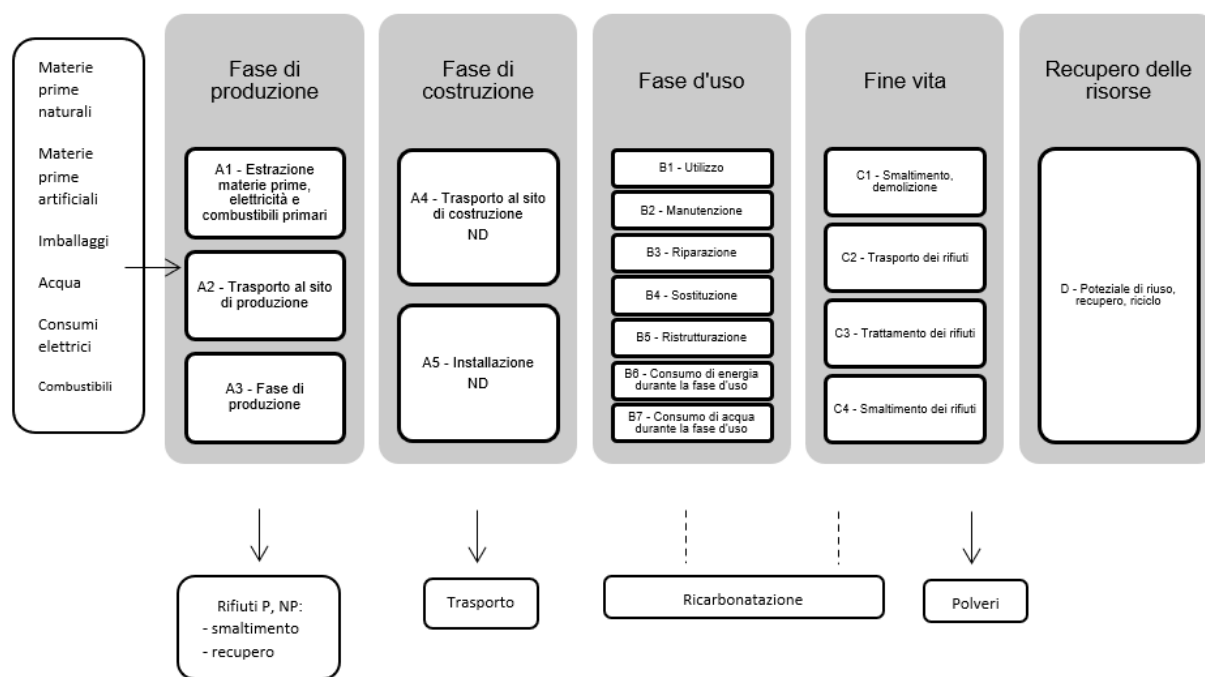 Materie
prime
naturali
Materie
prime
artificiali
Imballaggi
Acqua
Consumi
elettrici
Combustibili
Fase di
produzione
A1 - Estrazione
materie prime,
elettricità e
combustibili primari
A2 - Trasporto al sito
di produzione
A3 - Fase di
produzione
Fase di
costruzione
A4 - Trasporto al sito
di costruzione
ND
A5 - Installazione
ND
Fase d'uso
B1 - Utilizzo
B2 - Manutenzione
B3 - Riparazione
B4 - Sostituzione
B5 - Ristrutturazione
B6 - Consumo di energia
durante la fase d'uso
B7 - Consumo di acqua
durante la fase d'uso
Fine vita
C1 - Smaltimento,
demolizione
C2 - Trasporto dei rifiuti
C3 - Trattamento dei rifiuti
C4 - Smaltimento dei rifiuti
Recupero delle
risorse
D - Poteziale di riuso,
recupero, riciclo
Rifiuti P, NP:
- smaltimento
- recupero
Trasporto
Ricarbonatazione
Polveri